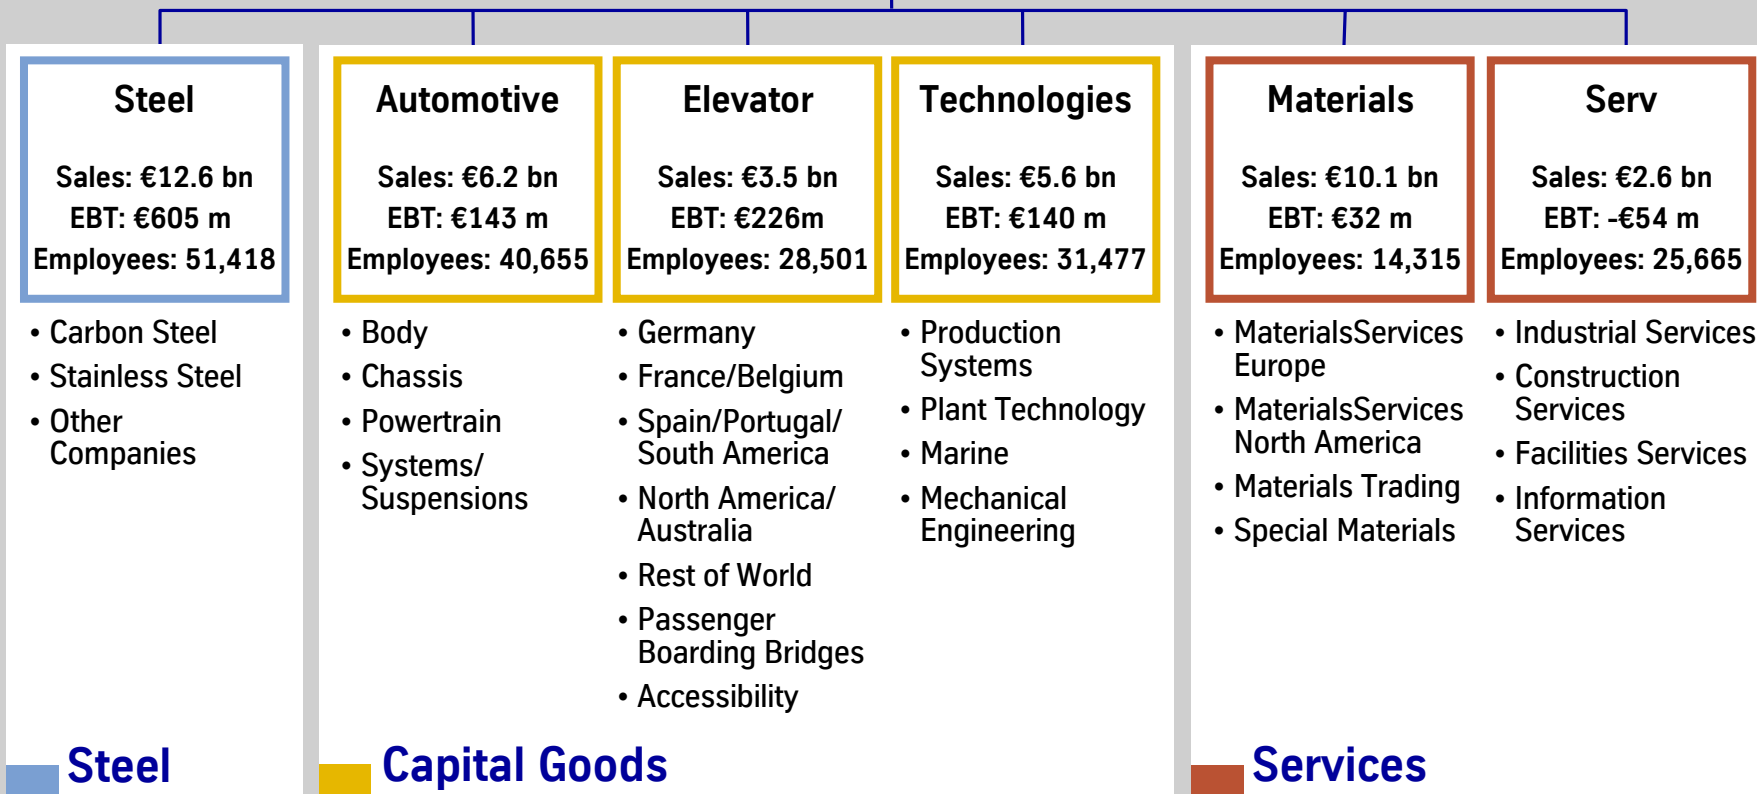 Steel
Sales: €12.6 bn
EBT: €605 m
Employees: 51,418
• Carbon Steel
• Stainless Steel
• Other
Companies
Steel
Automotive
Sales: €6.2 bn
EBT: €143 m
Employees: 40,655
• Body
• Chassis
• Powertrain
• Systems/
Suspensions
Elevator
Sales: €3.5 bn
EBT: €226m
Employees: 28,501
• Germany
• France/Belgium
• Spain/Portugal/
South America
• North America/
Australia
• Rest of World
• Passenger
Boarding Bridges
• Accessibility
Technologies
Sales: €5.6 bn
EBT: €140 m
Employees: 31,477
• Production
Systems
• Plant Technology
• Marine
• Mechanical
Engineering
Capital Goods
Materials
Sales: €10.1 bn
EBT: €32 m
Employees: 14,315
• MaterialsServices
Europe
• MaterialsServices
North America
• Materials Trading
• Special Materials
Serv
Sales: €2.6 bn
EBT: -€54 m
Employees: 25,665
• Industrial Services
• Construction
Services
• Facilities Services
• Information
Services
Services